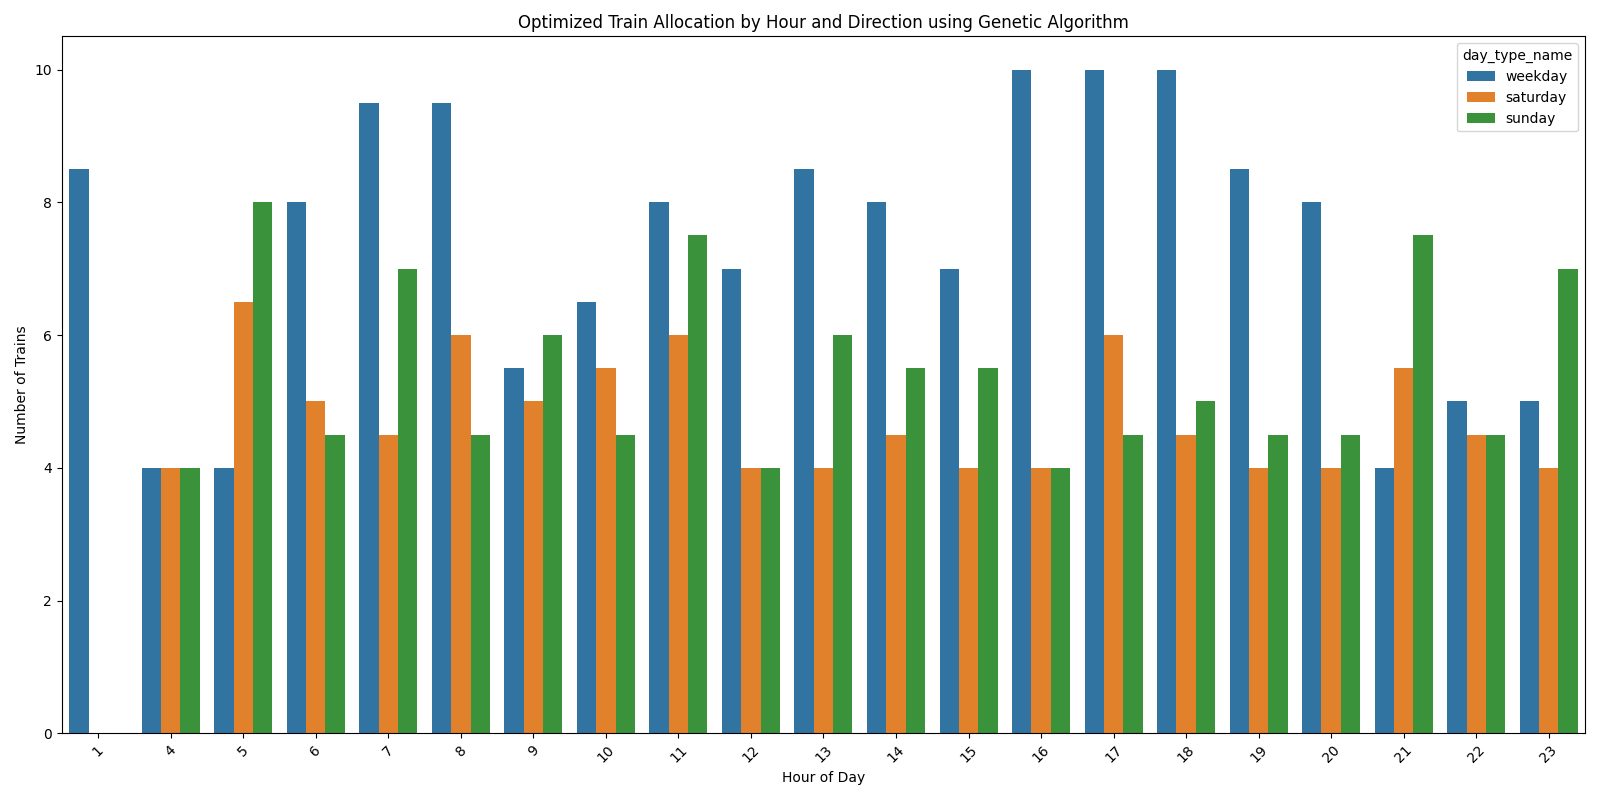 Optimized Train Allocation by Hour and Direction using Genetic Algorithm
day_type_name
weekday
saturday
sunday
Number of Trains
10
8
6
4
2
0
1 4 5 6 7 8 9 10 11 12 13 14 15 16 17 18 19 20 21 22 23
Hour of Day